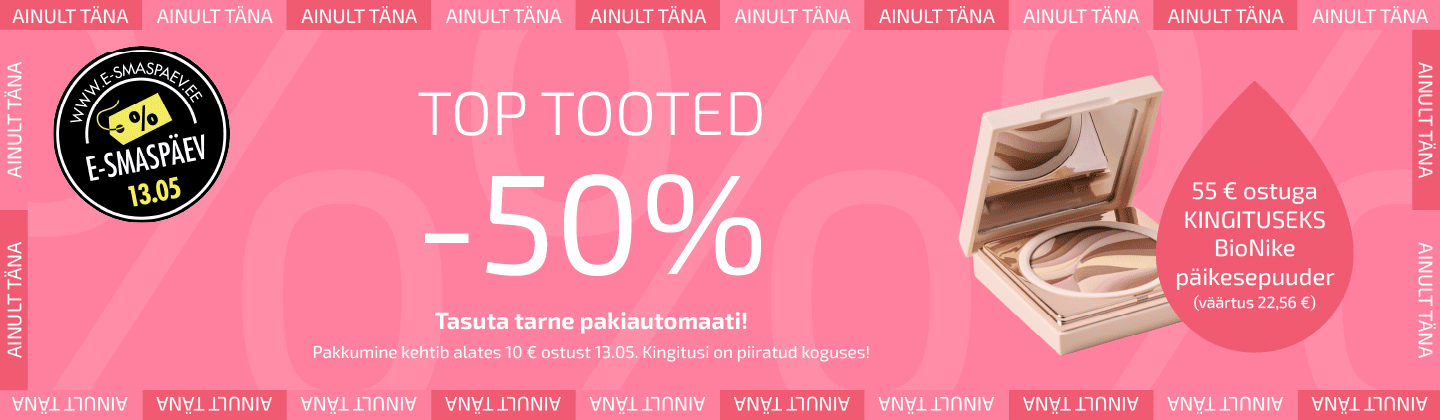 AINULT TÄNA AINULT TÄNA AINULT TÄNA AINULT TÄNA AINULT TÄNA AINULT TÄNA AINULT TÄNA AINULT TÄNA AINULT TÄNA AINULT TÄNA
AINULT TÄNA
AINULT TÄNA
WWW.E-SMASPAEV.EE
%
E-SMASPÄEV
13.05
TOP TOOTED
-50%
Tasuta tarne pakiautomaati!
Pakkumine kehtib alates 10 € ostust 13.05. Kingitusi on piiratud koguses!
55 € ostuga
KINGITUSEKS
BioNike
päikesepuuder
(väärtus 22,56 €)
AINULT TÄNA
AINULT TÄNA
AINULT TÄNA AINULT TÄNA AINULT TÄNA AINULT TÄNA AINULT TÄNA AINULT TÄNA AINULT TÄNA AINULT TÄNA AINULT TÄNA AINULT TÄNA